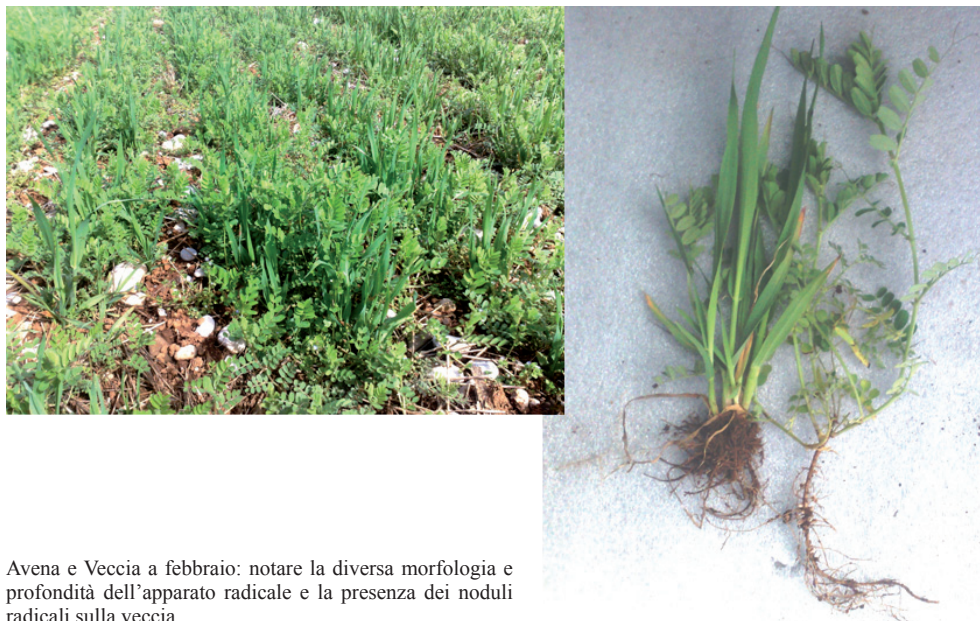 Avena e Veccia a febbraio: notare la diversa morfologia e
profondità dell’apparato radicale e la presenza dei noduli
radicali sulla veccia